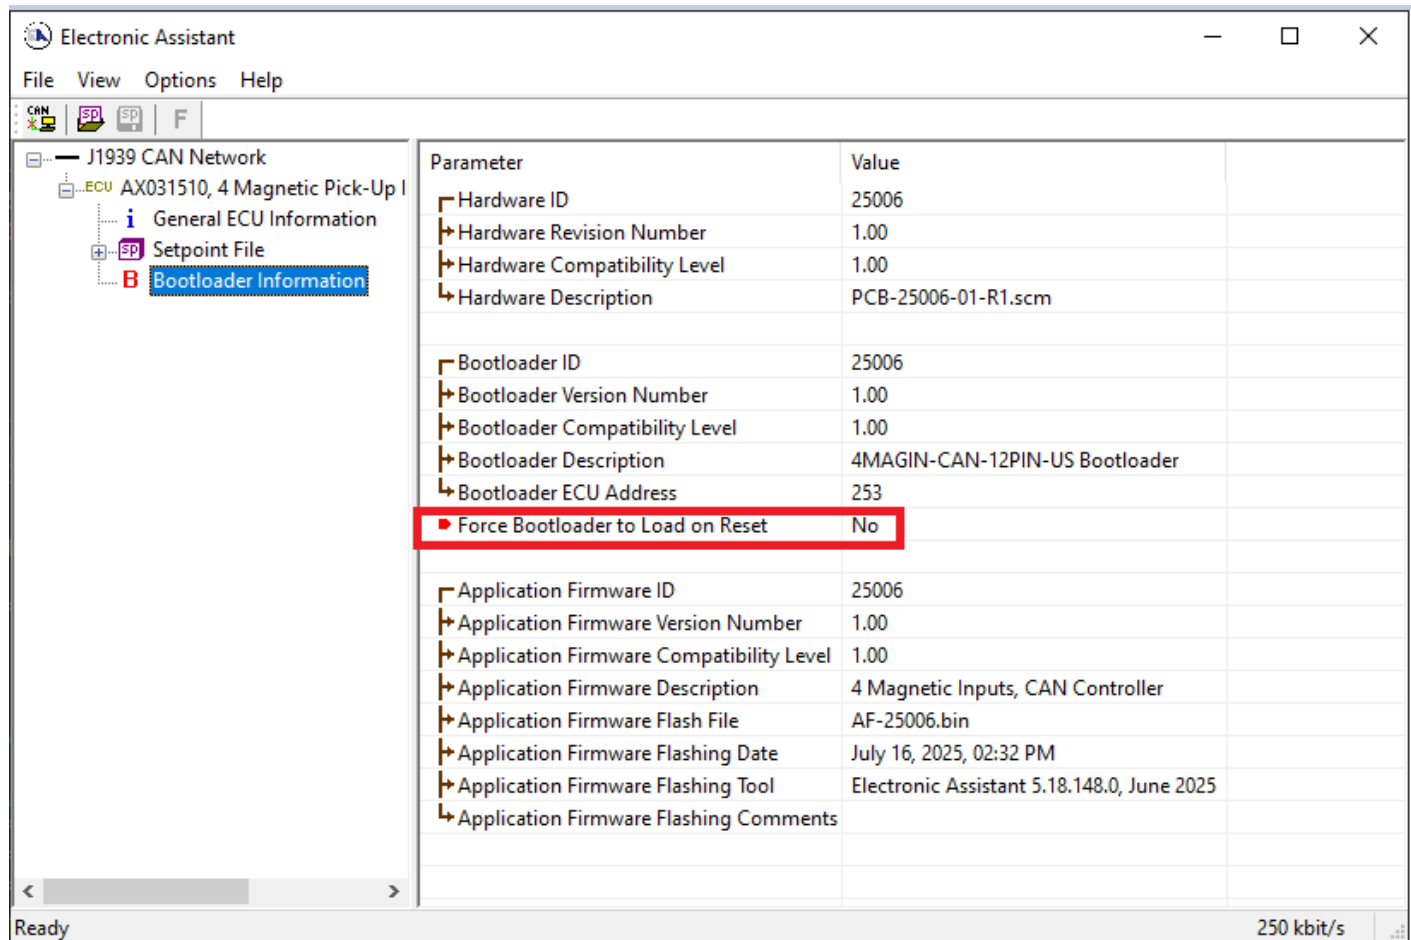 Electronic Assistant
File View Options Help
CAN SP SP F
J1939 CAN Network
ECU AX031510, 4 Magnetic Pick-Up I
i General ECU Information
SP Setpoint File
B Bootloader Information
Parameter Value
Hardware ID 25006
Hardware Revision Number 1.00
Hardware Compatibility Level 1.00
Hardware Description PCB-25006-01-R1.scm
Bootloader ID 25006
Bootloader Version Number 1.00
Bootloader Compatibility Level 1.00
Bootloader Description 4MAGIN-CAN-12PIN-US Bootloader
Bootloader ECU Address 253
Force Bootloader to Load on Reset No
Application Firmware ID 25006
Application Firmware Version Number 1.00
Application Firmware Compatibility Level 1.00
Application Firmware Description 4 Magnetic Inputs, CAN Controller
Application Firmware Flash File AF-25006.bin
Application Firmware Flashing Date July 16, 2025, 02:32 PM
Application Firmware Flashing Tool Electronic Assistant 5.18.148.0, June 2025
Application Firmware Flashing Comments
Ready 250 kbit/s